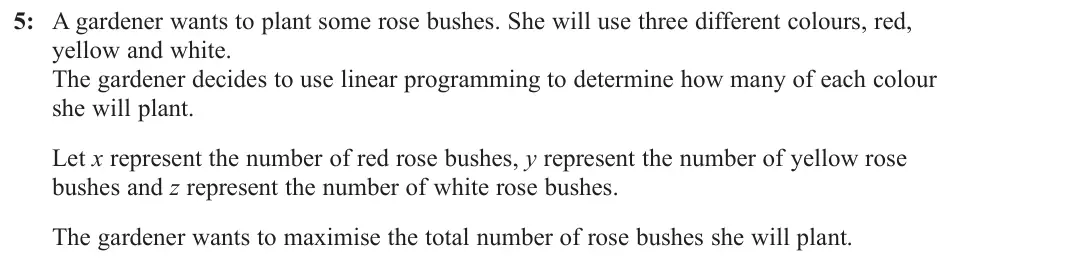 5: A gardener wants to plant some rose bushes. She will use three different colours, red,
yellow and white.
The gardener decides to use linear programming to determine how many of each colour
she will plant.
Let x represent the number of red rose bushes, y represent the number of yellow rose
bushes and z represent the number of white rose bushes.
The gardener wants to maximise the total number of rose bushes she will plant.